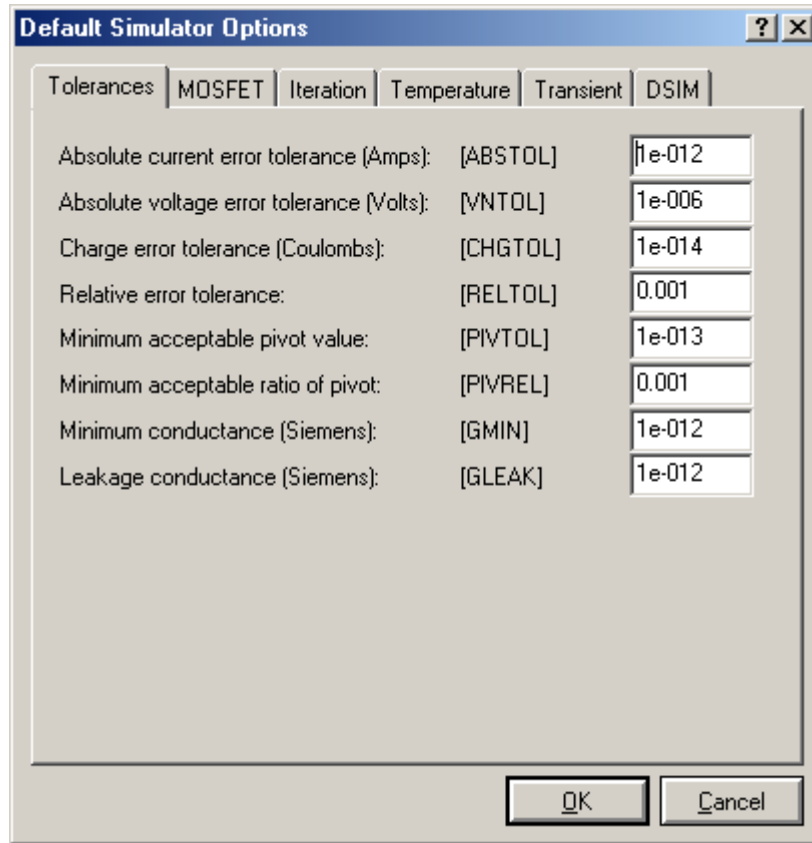 Default Simulator Options
Tolerances MOSFET Iteration Temperature Transient DSIM
Absolute current error tolerance (Amps): [ABSTOL] 1e-012
Absolute voltage error tolerance (Volts): [VNTOL] 1e-006
Charge error tolerance (Coulombs): [CHGTOL] 1e-014
Relative error tolerance: [RELTOL] 0.001
Minimum acceptable pivot value: [PIVTOL] 1e-013
Minimum acceptable ratio of pivot: [PIVREL] 0.001
Minimum conductance (Siemens): [GMIN] 1e-012
Leakage conductance (Siemens): [GLEAK] 1e-012
OK Cancel